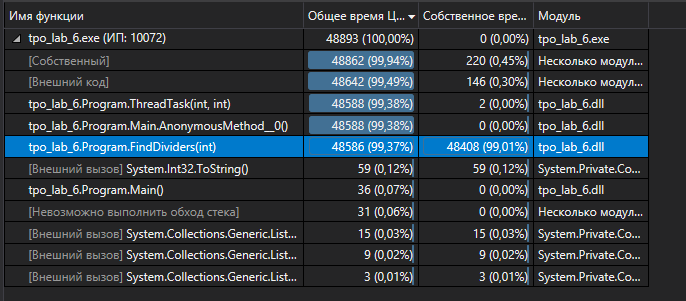 Имя функции Общее время Ц... Собственное вре... Модуль
tpo_lab_6.exe (ИП: 10072) 48893 (100,00%) 0 (0,00%) tpo_lab_6.exe
[Собственный] 48862 (99,94%) 220 (0,45%) Несколько модул...
[Внешний код] 48642 (99,49%) 146 (0,30%) Несколько модул...
tpo_lab_6.Program.ThreadTask(int, int) 48588 (99,38%) 2 (0,00%) tpo_lab_6.dll
tpo_lab_6.Program.Main.AnonymousMethod__0() 48588 (99,38%) 0 (0,00%) tpo_lab_6.dll
tpo_lab_6.Program.FindDividers(int) 48586 (99,37%) 48408 (99,01%) tpo_lab_6.dll
[Внешний вызов] System.Int32.ToString() 59 (0,12%) 59 (0,12%) System.Private.Co...
tpo_lab_6.Program.Main() 36 (0,07%) 0 (0,00%) tpo_lab_6.dll
[Невозможно выполнить обход стека] 31 (0,06%) 0 (0,00%) Несколько модул...
[Внешний вызов] System.Collections.Generic.List... 15 (0,03%) 15 (0,03%) System.Private.Co...
[Внешний вызов] System.Collections.Generic.List... 9 (0,02%) 9 (0,02%) System.Private.Co...
[Внешний вызов] System.Collections.Generic.List... 3 (0,01%) 3 (0,01%) System.Private.Co...